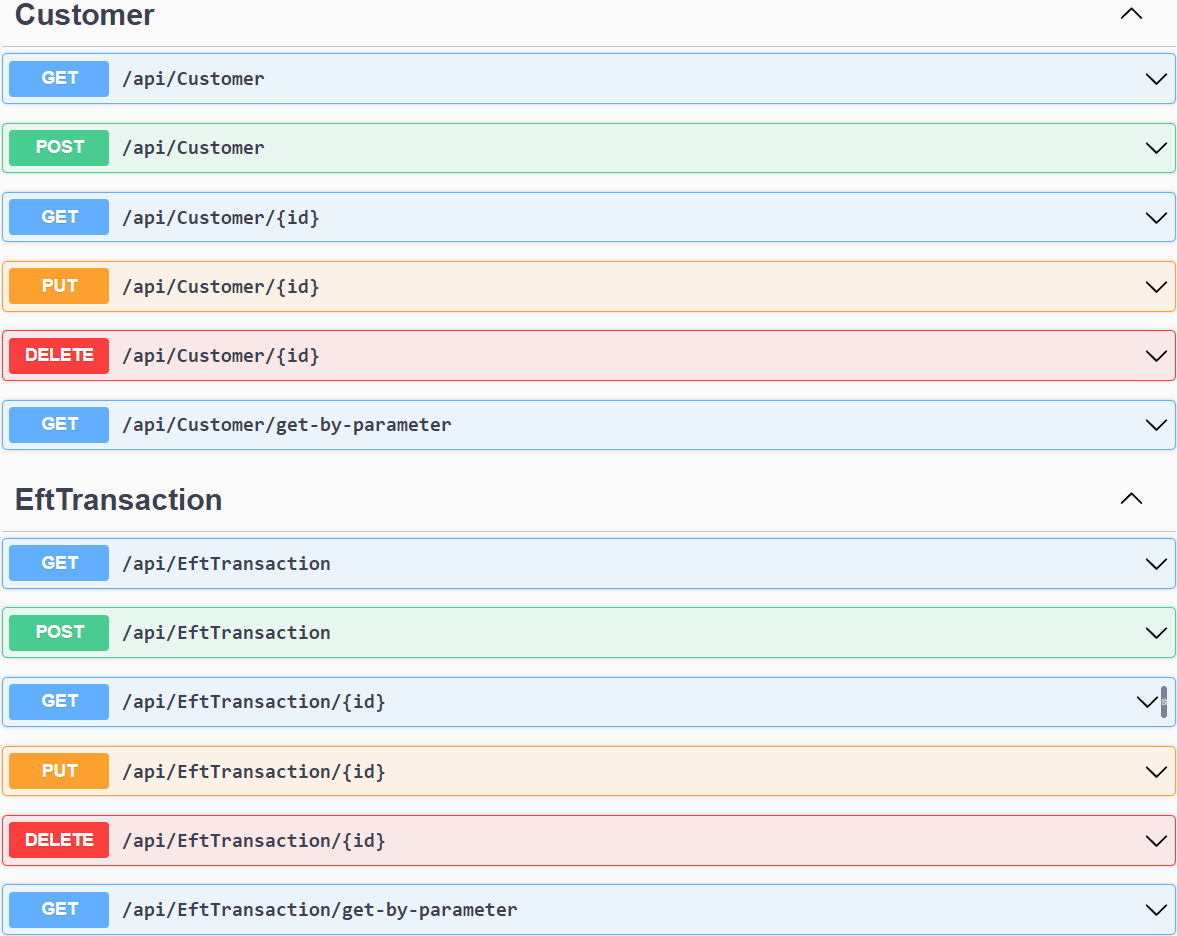 Customer
GET /api/Customer
POST /api/Customer
GET /api/Customer/{id}
PUT /api/Customer/{id}
DELETE /api/Customer/{id}
GET /api/Customer/get-by-parameter
EftTransaction
GET /api/EftTransaction
POST /api/EftTransaction
GET /api/EftTransaction/{id}
PUT /api/EftTransaction/{id}
DELETE /api/EftTransaction/{id}
GET /api/EftTransaction/get-by-parameter